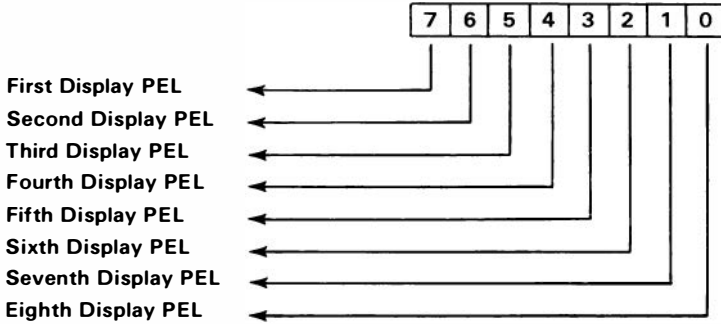 7 6 5 4 3 2 1 0
First Display PEL
Second Display PEL
Third Display PEL
Fourth Display PEL
Fifth Display PEL
Sixth Display PEL
Seventh Display PEL
Eighth Display PEL